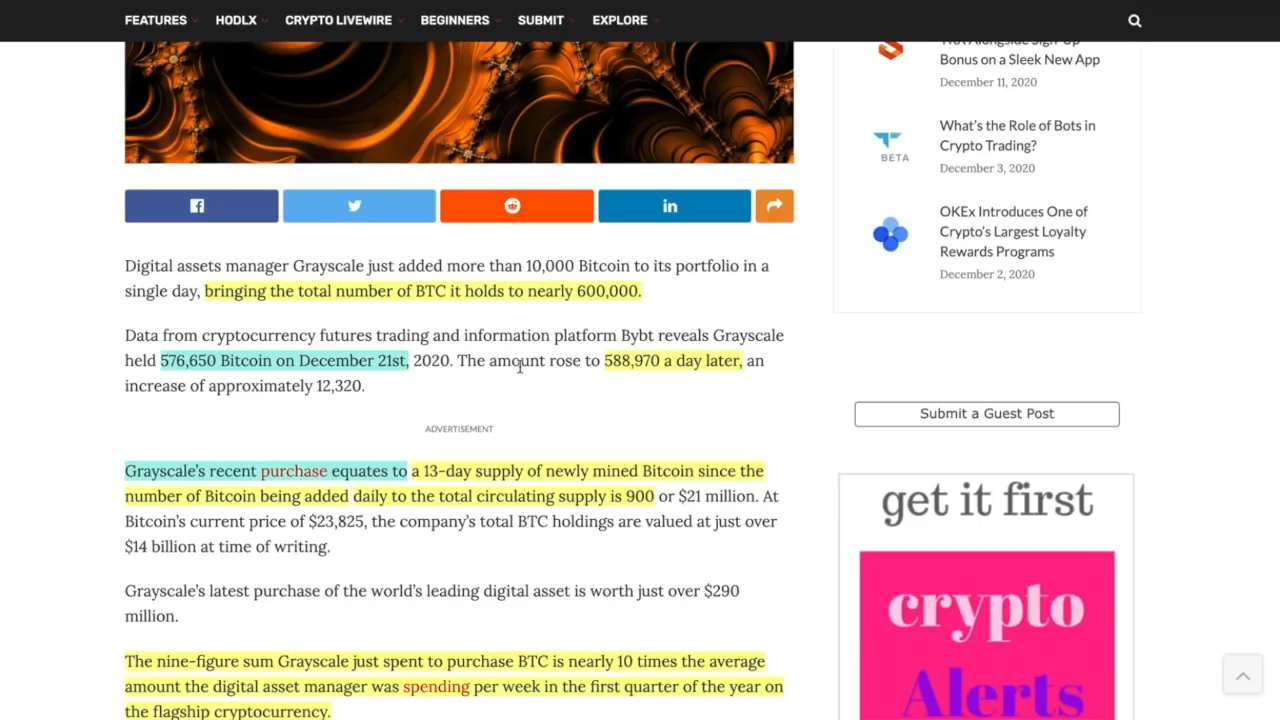 FEATURES HODLX CRYPTO LIVEWIRE BEGINNERS SUBMIT EXPLORE
Digital assets manager Grayscale just added more than 10,000 Bitcoin to its portfolio in a
single day, bringing the total number of BTC it holds to nearly 600,000.
Data from cryptocurrency futures trading and information platform Bybt reveals Grayscale
held 576,650 Bitcoin on December 21st, 2020. The amount rose to 588,970 a day later, an
increase of approximately 12,320.
ADVERTISEMENT
Grayscale’s recent purchase equates to a 13-day supply of newly mined Bitcoin since the
number of Bitcoin being added daily to the total circulating supply is 900 or $21 million. At
Bitcoin’s current price of $23,825, the company’s total BTC holdings are valued at just over
$14 billion at time of writing.
Grayscale’s latest purchase of the world’s leading digital asset is worth just over $290
million.
The nine-figure sum Grayscale just spent to purchase BTC is nearly 10 times the average
amount the digital asset manager was spending per week in the first quarter of the year on
the flagship cryptocurrency.
TRX Alongside Sign-Up
Bonus on a Sleek New App
December 11, 2020
BETA
What’s the Role of Bots in
Crypto Trading?
December 3, 2020
OKEx Introduces One of
Crypto’s Largest Loyalty
Rewards Programs
December 2, 2020
Submit a Guest Post
get it first
crypto
Alerts